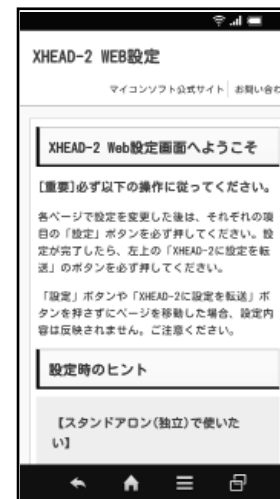 XHEAD-2 WEB設定
マイコンソフト公式サイト お問い合わ
XHEAD-2 Web設定画面へようこそ
[重要]必ず以下の操作に従ってください。
各ページで設定を変更した後は、それぞれの項
目の「設定」ボタンを必ず押してください。設
定が完了したら、左上の「XHEAD-2に設定を転
送」のボタンを必ず押してください。
「設定」ボタンや「XHEAD-2に設定を転送」ボ
タンを押さずにページを移動した場合、設定内
容は反映されません。ご注意ください。
設定時のヒント
【スタンドアロン(独立)で使いた
い】